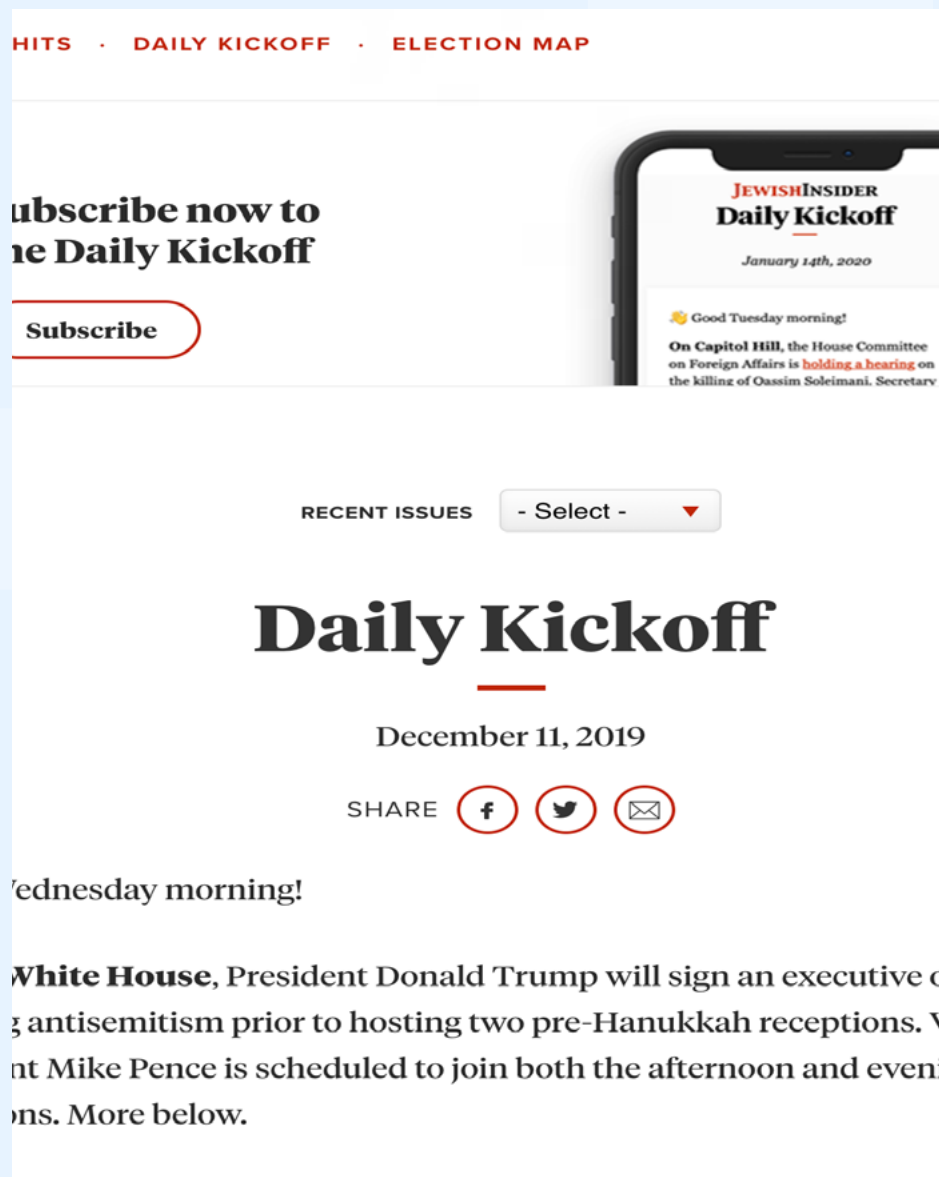 HITS · DAILY KICKOFF · ELECTION MAP
ubscribe now to
he Daily Kickoff
Subscribe
JEWISHINSIDER
Daily Kickoff
January 14th, 2020
👋 Good Tuesday morning!
On Capitol Hill, the House Committee
on Foreign Affairs is holding a hearing on
the killing of Qassim Soleimani. Secretary
RECENT ISSUES - Select -
Daily Kickoff
December 11, 2019
SHARE
ednesday morning!
White House, President Donald Trump will sign an executive o
g antisemitism prior to hosting two pre-Hanukkah receptions. V
nt Mike Pence is scheduled to join both the afternoon and eveni
ons. More below.